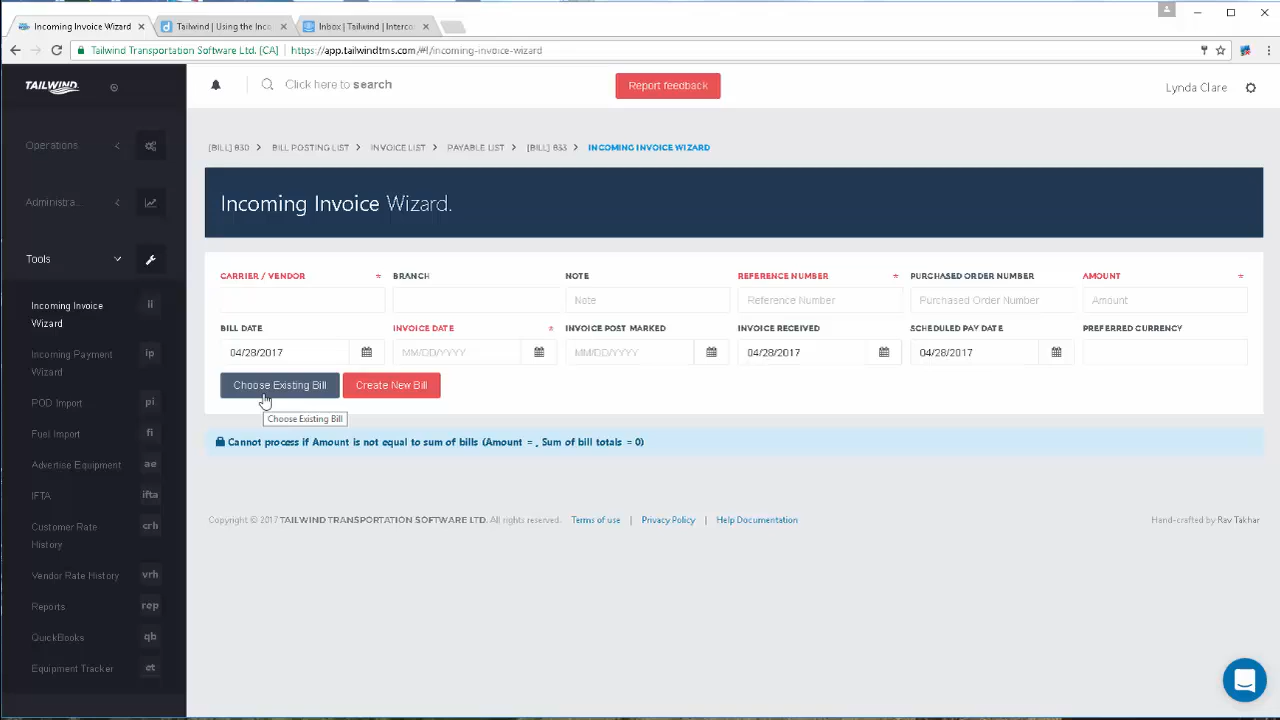 Incoming Invoice Wizard
Tailwind | Using the Inco
Inbox | Tailwind | Interco
Tailwind Transportation Software Ltd. [CA]
https://app.tailwindtms.com/#!/incoming-invoice-wizard
TAILWIND
Click here to search
Report feedback
Lynda Clare
Operations
Administra...
Tools
Incoming Invoice
Wizard
ii
Incoming Payment
Wizard
ip
POD Import
pi
Fuel Import
fi
Advertise Equipment
ae
IFTA
ifta
Customer Rate
History
crh
Vendor Rate History
vrh
Reports
rep
QuickBooks
qb
Equipment Tracker
et
[BILL] 830 > BILL POSTING LIST > INVOICE LIST > PAYABLE LIST > [BILL] 833 > INCOMING INVOICE WIZARD
Incoming Invoice Wizard.
CARRIER / VENDOR *
BRANCH
NOTE
REFERENCE NUMBER *
PURCHASED ORDER NUMBER
AMOUNT *
Note
Reference Number
Purchased Order Number
Amount
BILL DATE
INVOICE DATE *
INVOICE POST MARKED
INVOICE RECEIVED
SCHEDULED PAY DATE
PREFERRED CURRENCY
04/28/2017
MM/DD/YYYY
MM/DD/YYYY
04/28/2017
04/28/2017
Choose Existing Bill
Create New Bill
Choose Existing Bill
Cannot process if Amount is not equal to sum of bills (Amount = , Sum of bill totals = 0)
Copyright © 2017 TAILWIND TRANSPORTATION SOFTWARE LTD. All rights reserved. Terms of use | Privacy Policy | Help Documentation
Hand-crafted by Rav Takhar